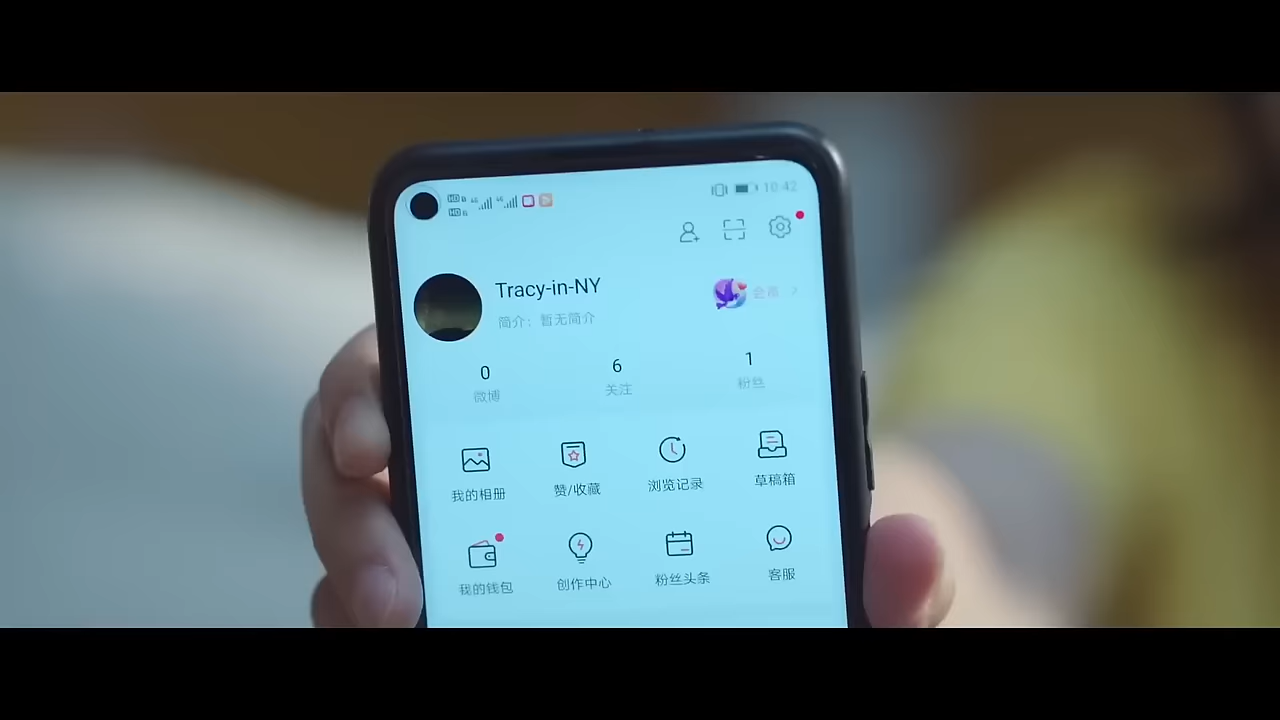 10:42
Tracy-in-NY
简介：暂无简介
会员
0
6
1
微博
关注
粉丝
我的相册
赞/收藏
浏览记录
草稿箱
我的钱包
创作中心
粉丝头条
客服